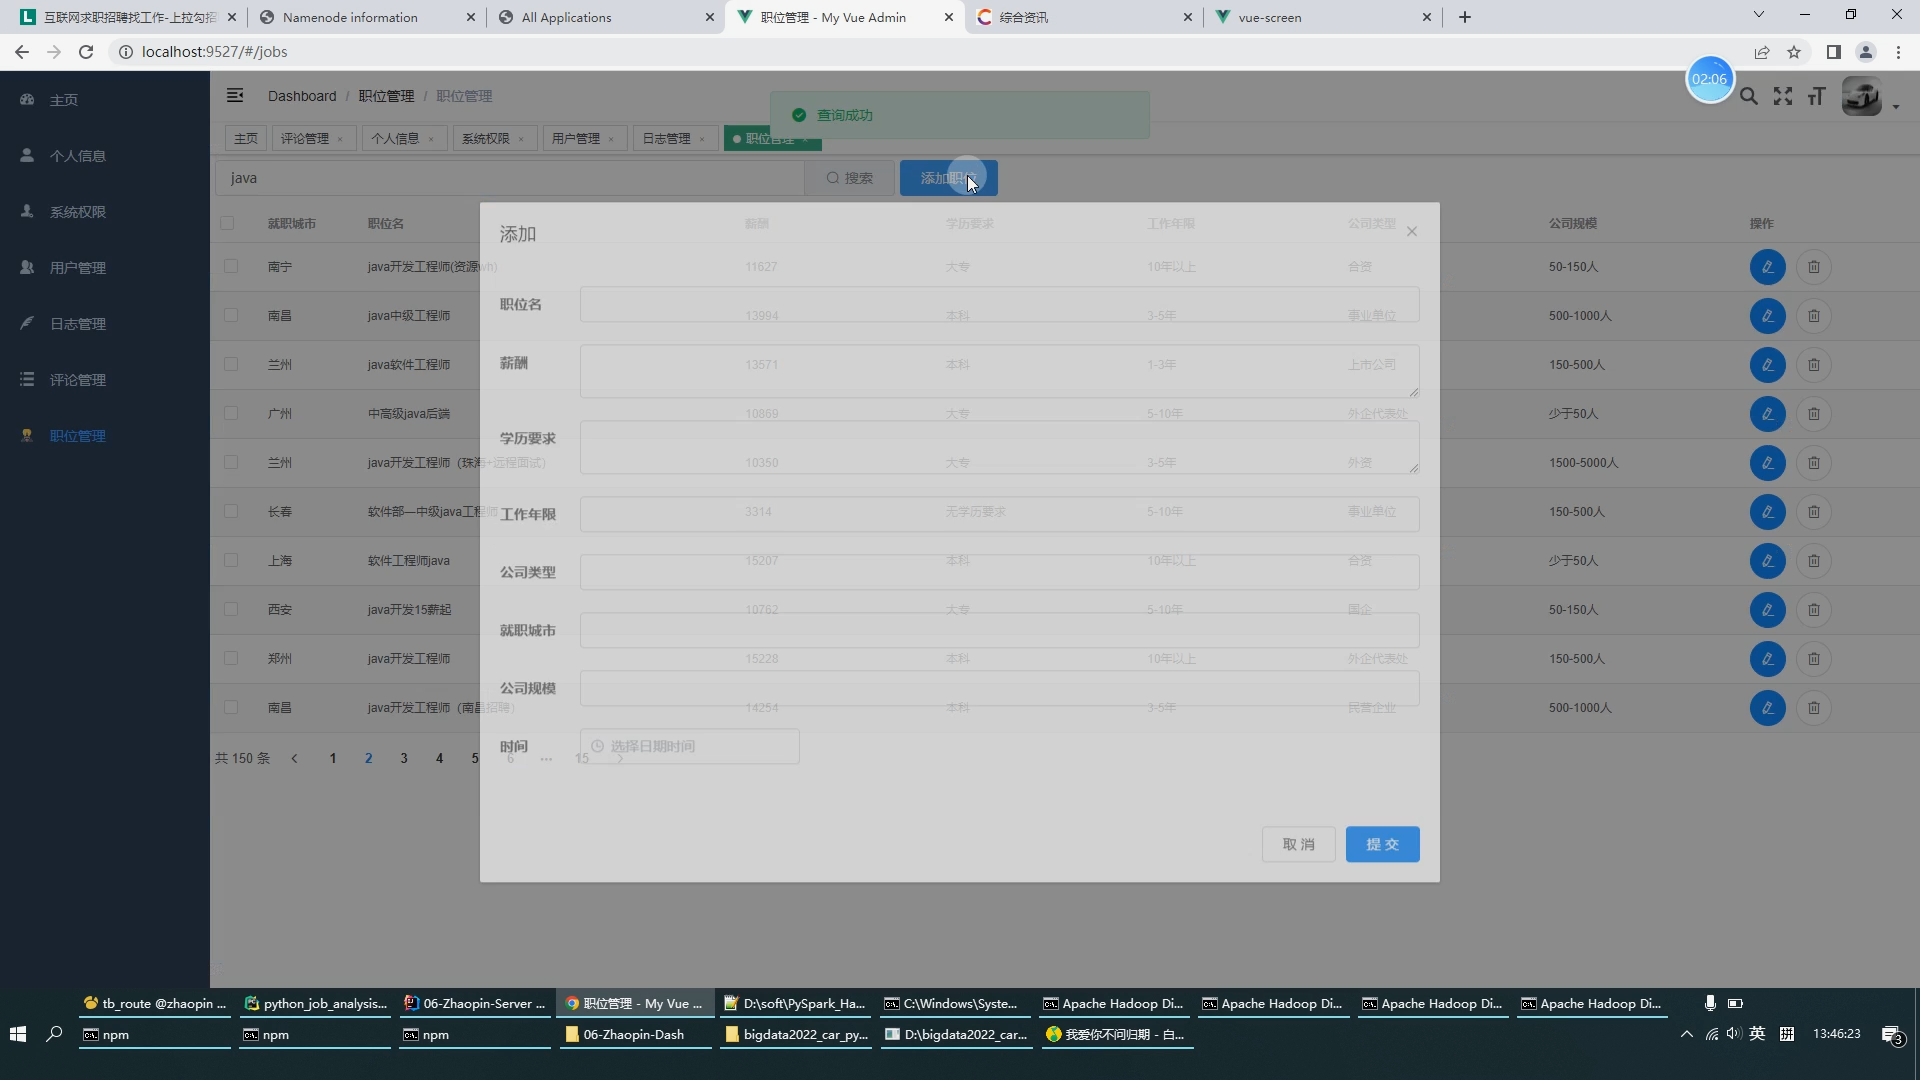 互联网求职招聘找工作-上拉勾招
Namenode information
All Applications
职位管理 - My Vue Admin
综合资讯
vue-screen
localhost:9527/#/jobs
02:06
主页
个人信息
系统权限
用户管理
日志管理
评论管理
职位管理
Dashboard / 职位管理 / 职位管理
查询成功
主页
评论管理
个人信息
系统权限
用户管理
日志管理
职位管理
java
搜索
添加职位
就职城市 职位名 薪酬 学历要求 工作年限 公司类型 公司规模 操作
南宁 java开发工程师(资源wh) 11627 大专 10年以上 合资 50-150人
南昌 java中级工程师 13994 本科 3-5年 事业单位 500-1000人
兰州 java软件工程师 13571 本科 1-3年 上市公司 150-500人
广州 中高级java后端 10869 大专 5-10年 外企代表处 少于50人
兰州 java开发工程师（珠海+远程面试） 10350 大专 3-5年 外资 1500-5000人
长春 软件部—中级java工程师 3314 无学历要求 5-10年 事业单位 150-500人
上海 软件工程师java 15207 本科 10年以上 合资 少于50人
西安 java开发15薪起 10762 大专 5-10年 国企 50-150人
郑州 java开发工程师 15228 本科 10年以上 外企代表处 150-500人
南昌 java开发工程师（南昌招聘） 14254 本科 3-5年 民营企业 500-1000人
共 150 条 1 2 3 4 5 6 ... 15
添加
职位名
薪酬
学历要求
工作年限
公司类型
就职城市
公司规模
时间 选择日期时间
取 消
提 交
tb_route @zhaopin ...
python_job_analysis...
06-Zhaopin-Server ...
职位管理 - My Vue ...
D:\soft\PySpark_Ha...
C:\Windows\Syste...
Apache Hadoop Di...
Apache Hadoop Di...
Apache Hadoop Di...
Apache Hadoop Di...
npm
npm
npm
06-Zhaopin-Dash
bigdata2022_car_py...
D:\bigdata2022_car...
我爱你不问归期 - 白...
英
拼
13:46:23
3